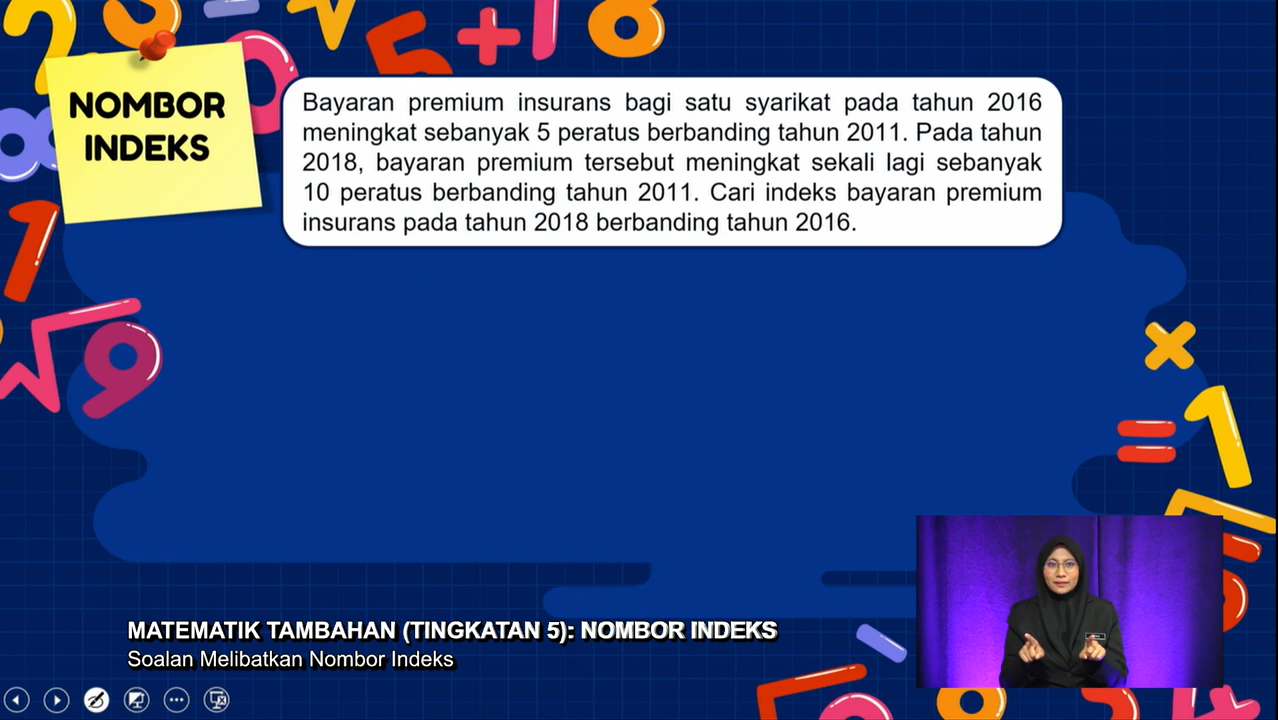 NOMBOR
INDEKS
Bayaran premium insurans bagi satu syarikat pada tahun 2016
meningkat sebanyak 5 peratus berbanding tahun 2011. Pada tahun
2018, bayaran premium tersebut meningkat sekali lagi sebanyak
10 peratus berbanding tahun 2011. Cari indeks bayaran premium
insurans pada tahun 2018 berbanding tahun 2016.
MATEMATIK TAMBAHAN (TINGKATAN 5): NOMBOR INDEKS
Soalan Melibatkan Nombor Indeks